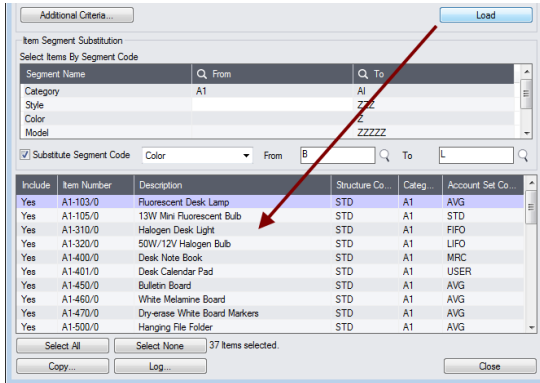 Additional Criteria...
Load
Item Segment Substitution
Select Items By Segment Code
Segment Name From To
Category A1 AI
Style ZZZ
Color Z
Model ZZZZZ
Substitute Segment Code Color From B To L
Include Item Number Description Structure Co... Categ... Account Set Co...
Yes A1-103/0 Fluorescent Desk Lamp STD A1 AVG
Yes A1-105/0 13W Mini Fluorescent Bulb STD A1 STD
Yes A1-310/0 Halogen Desk Light STD A1 FIFO
Yes A1-320/0 50W/12V Halogen Bulb STD A1 LIFO
Yes A1-400/0 Desk Note Book STD A1 MRC
Yes A1-401/0 Desk Calendar Pad STD A1 USER
Yes A1-450/0 Bulletin Board STD A1 AVG
Yes A1-460/0 White Melamine Board STD A1 AVG
Yes A1-470/0 Dry-erase White Board Markers STD A1 AVG
Yes A1-500/0 Hanging File Folder STD A1 AVG
Select All Select None 37 Items selected.
Copy... Log... Close